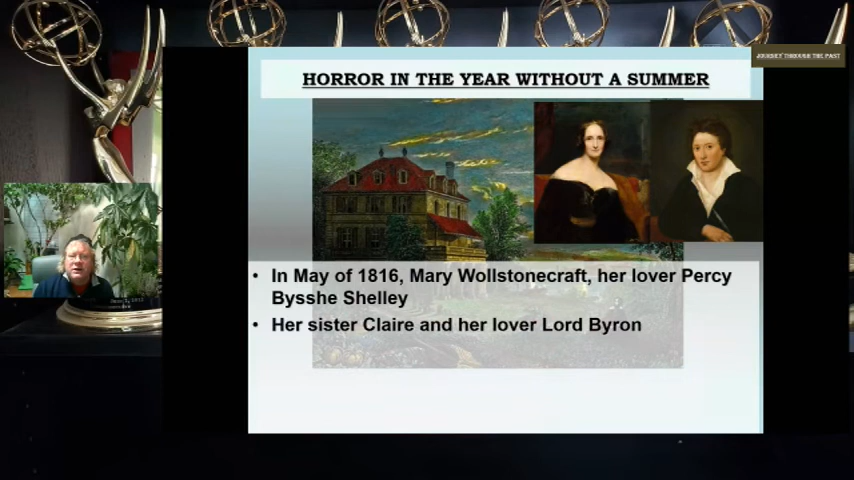 JOURNEY THROUGH THE PAST
HORROR IN THE YEAR WITHOUT A SUMMER
• In May of 1816, Mary Wollstonecraft, her lover Percy
Bysshe Shelley
• Her sister Claire and her lover Lord Byron